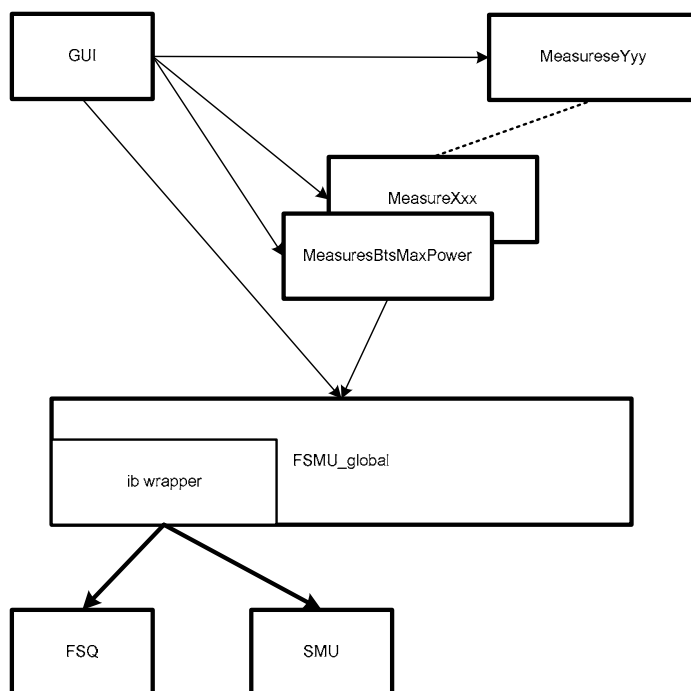 GUI
MeasureseYyy
MeasureXxx
MeasuresBtsMaxPower
FSMU_global
ib wrapper
FSQ
SMU